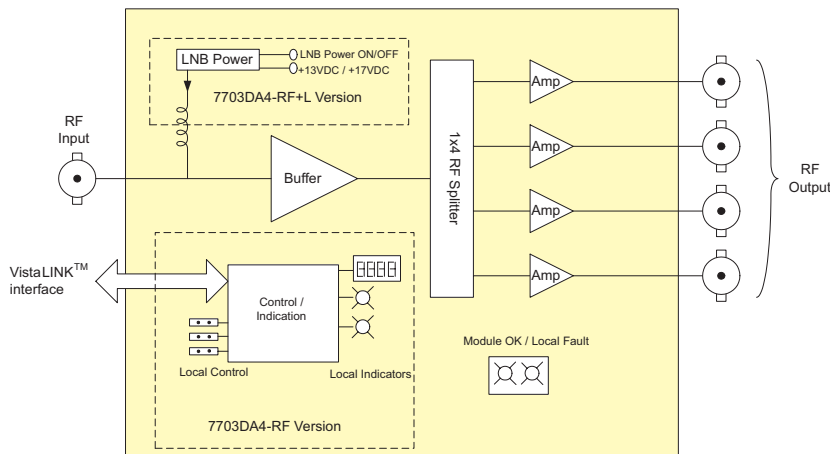 LNB Power
LNB Power ON/OFF
+13VDC / +17VDC
7703DA4-RF+L Version
RF
Input
Buffer
1x4 RF Splitter
Amp
Amp
Amp
Amp
RF
Output
VistaLINK™
interface
Control /
Indication
Local Control
Local Indicators
7703DA4-RF Version
Module OK / Local Fault